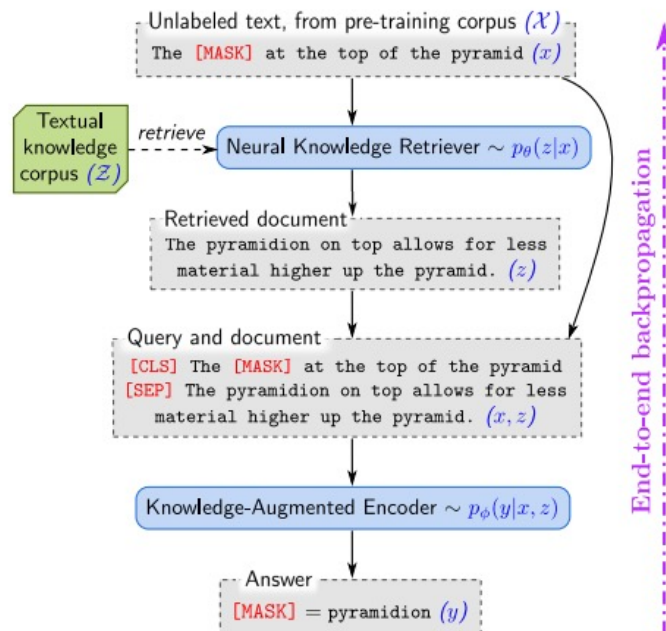 Unlabeled text, from pre-training corpus (𝒳)
The [MASK] at the top of the pyramid (x)
Textual
knowledge
corpus (𝒵)
retrieve
Neural Knowledge Retriever ∼ pθ(z|x)
Retrieved document
The pyramidion on top allows for less
material higher up the pyramid. (z)
Query and document
[CLS] The [MASK] at the top of the pyramid
[SEP] The pyramidion on top allows for less
material higher up the pyramid. (x, z)
Knowledge-Augmented Encoder ∼ pϕ(y|x, z)
Answer
[MASK] = pyramidion (y)
End-to-end backpropagation